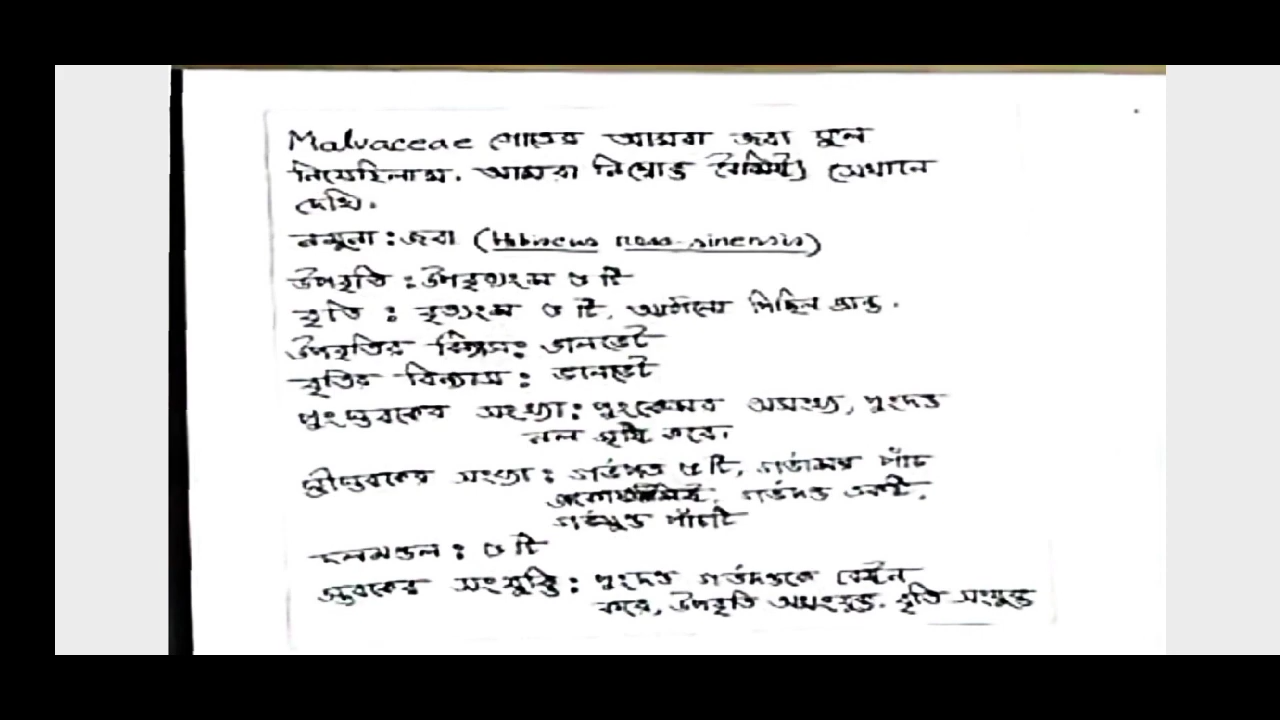 Malvaceae গোত্রের আমরা জবা ফুল
নিয়েছিলাম. আমরা নিম্নোক্ত বৈশিষ্ট্য সেখানে
দেখি.
নমুনা : জবা (Hibiscus rosa-sinensis)
উপবৃতি : উপবৃত্যংশ ৫ টি
বৃতি : বৃত্যংশ ৫ টি, আঠালো পিচ্ছিল
উপবৃতির বিন্যাস: ভালভেট
বৃতির বিন্যাস : ভালভেট
পুংস্তবকের সংখ্যা : পুংকেশর অসংখ্য, পুংদণ্ড
নল সৃষ্টি করে.
স্ত্রীস্তবকের সংখ্যা : গর্ভপত্র ৫ টি, গর্ভাশয় পাঁচ
গর্ভদণ্ড একটি.
গর্ভমুণ্ড পাঁচটি
দলমণ্ডল : ৫ টি
স্তবকের সংযুক্তি : পুংদণ্ড গর্ভদণ্ডকে বেষ্টন
করে, উপবৃতি অসংযুক্ত. বৃতি সংযুক্ত